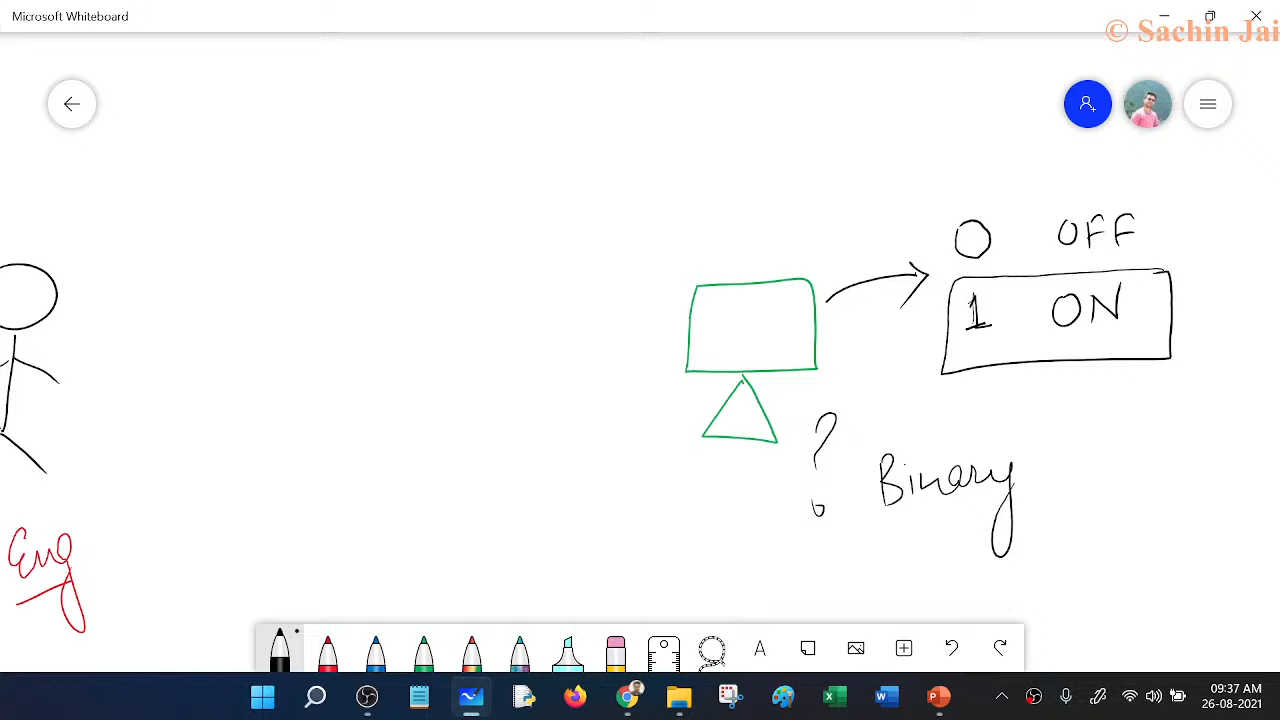 Microsoft Whiteboard
© Sachin Jai
0 OFF
1 ON
?
Binary
Eng
A
09:37 AM
26-08-2021